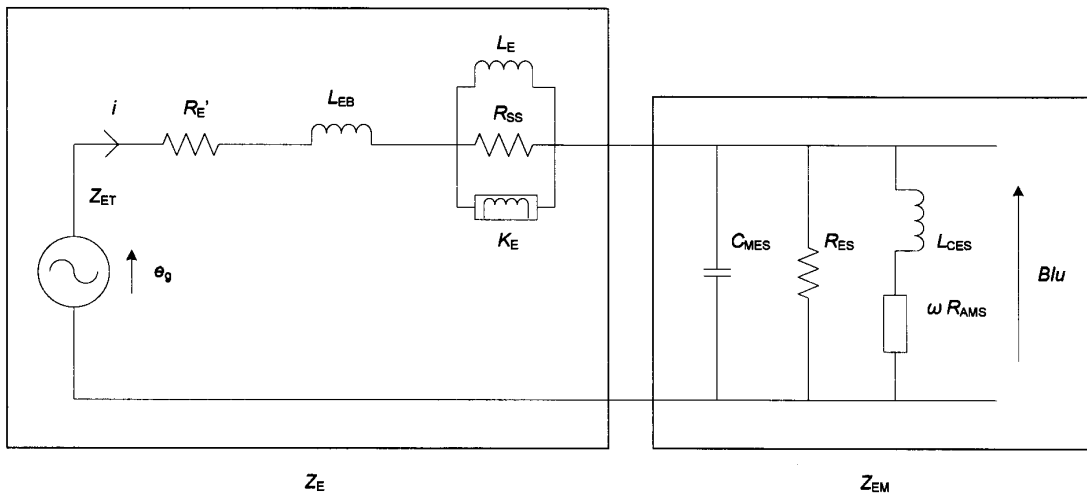 L_E
i
R_E'
L_EB
R_SS
Z_ET
K_E
e_g
C_MES
R_ES
L_CES
Blu
ω R_AMS
Z_E
Z_EM